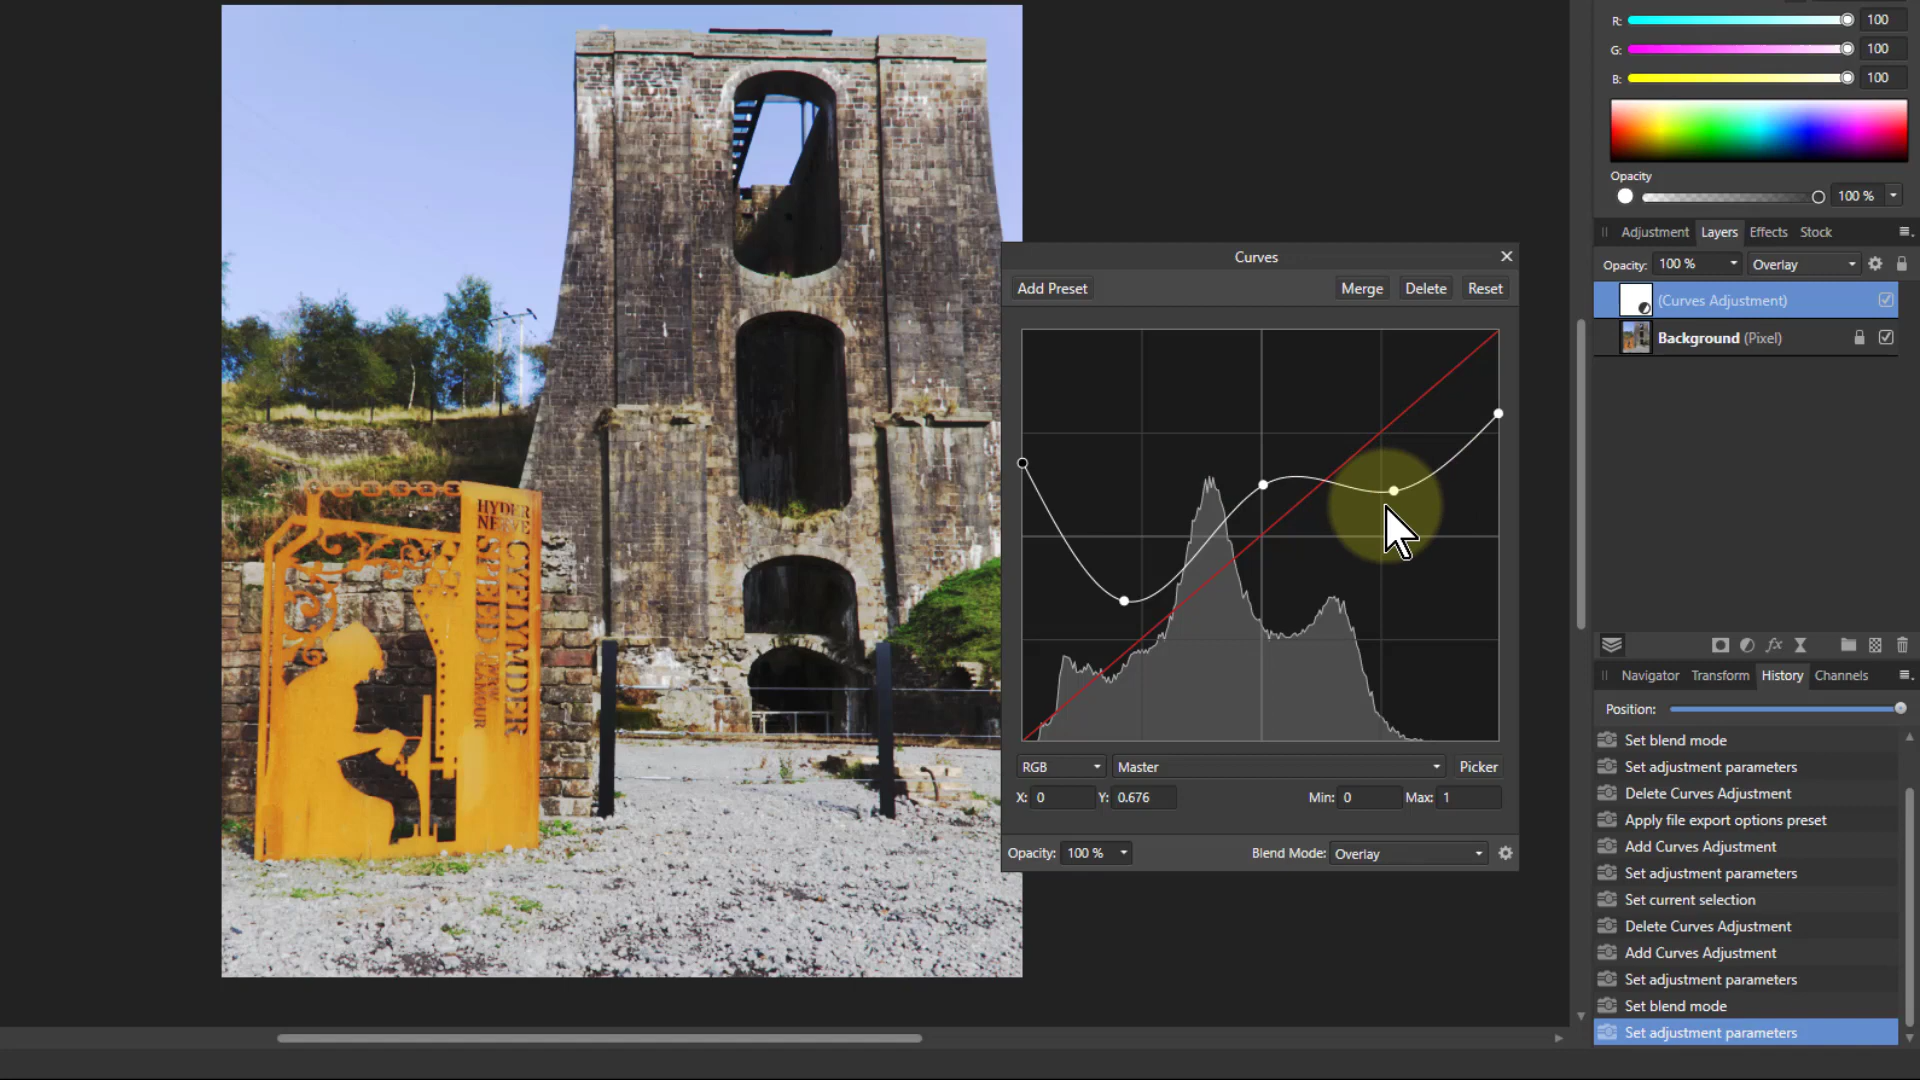 R: 100
G: 100
B: 100
Opacity
100 %
Adjustment Layers Effects Stock
Opacity: 100 % Overlay
(Curves Adjustment)
Background (Pixel)
Curves
Add Preset Merge Delete Reset
RGB Master Picker
X: 0 Y: 0.676 Min: 0 Max: 1
Opacity: 100 % Blend Mode: Overlay
fx
Navigator Transform History Channels
Position:
Set blend mode
Set adjustment parameters
Delete Curves Adjustment
Apply file export options preset
Add Curves Adjustment
Set adjustment parameters
Set current selection
Delete Curves Adjustment
Add Curves Adjustment
Set adjustment parameters
Set blend mode
Set adjustment parameters
HYDER